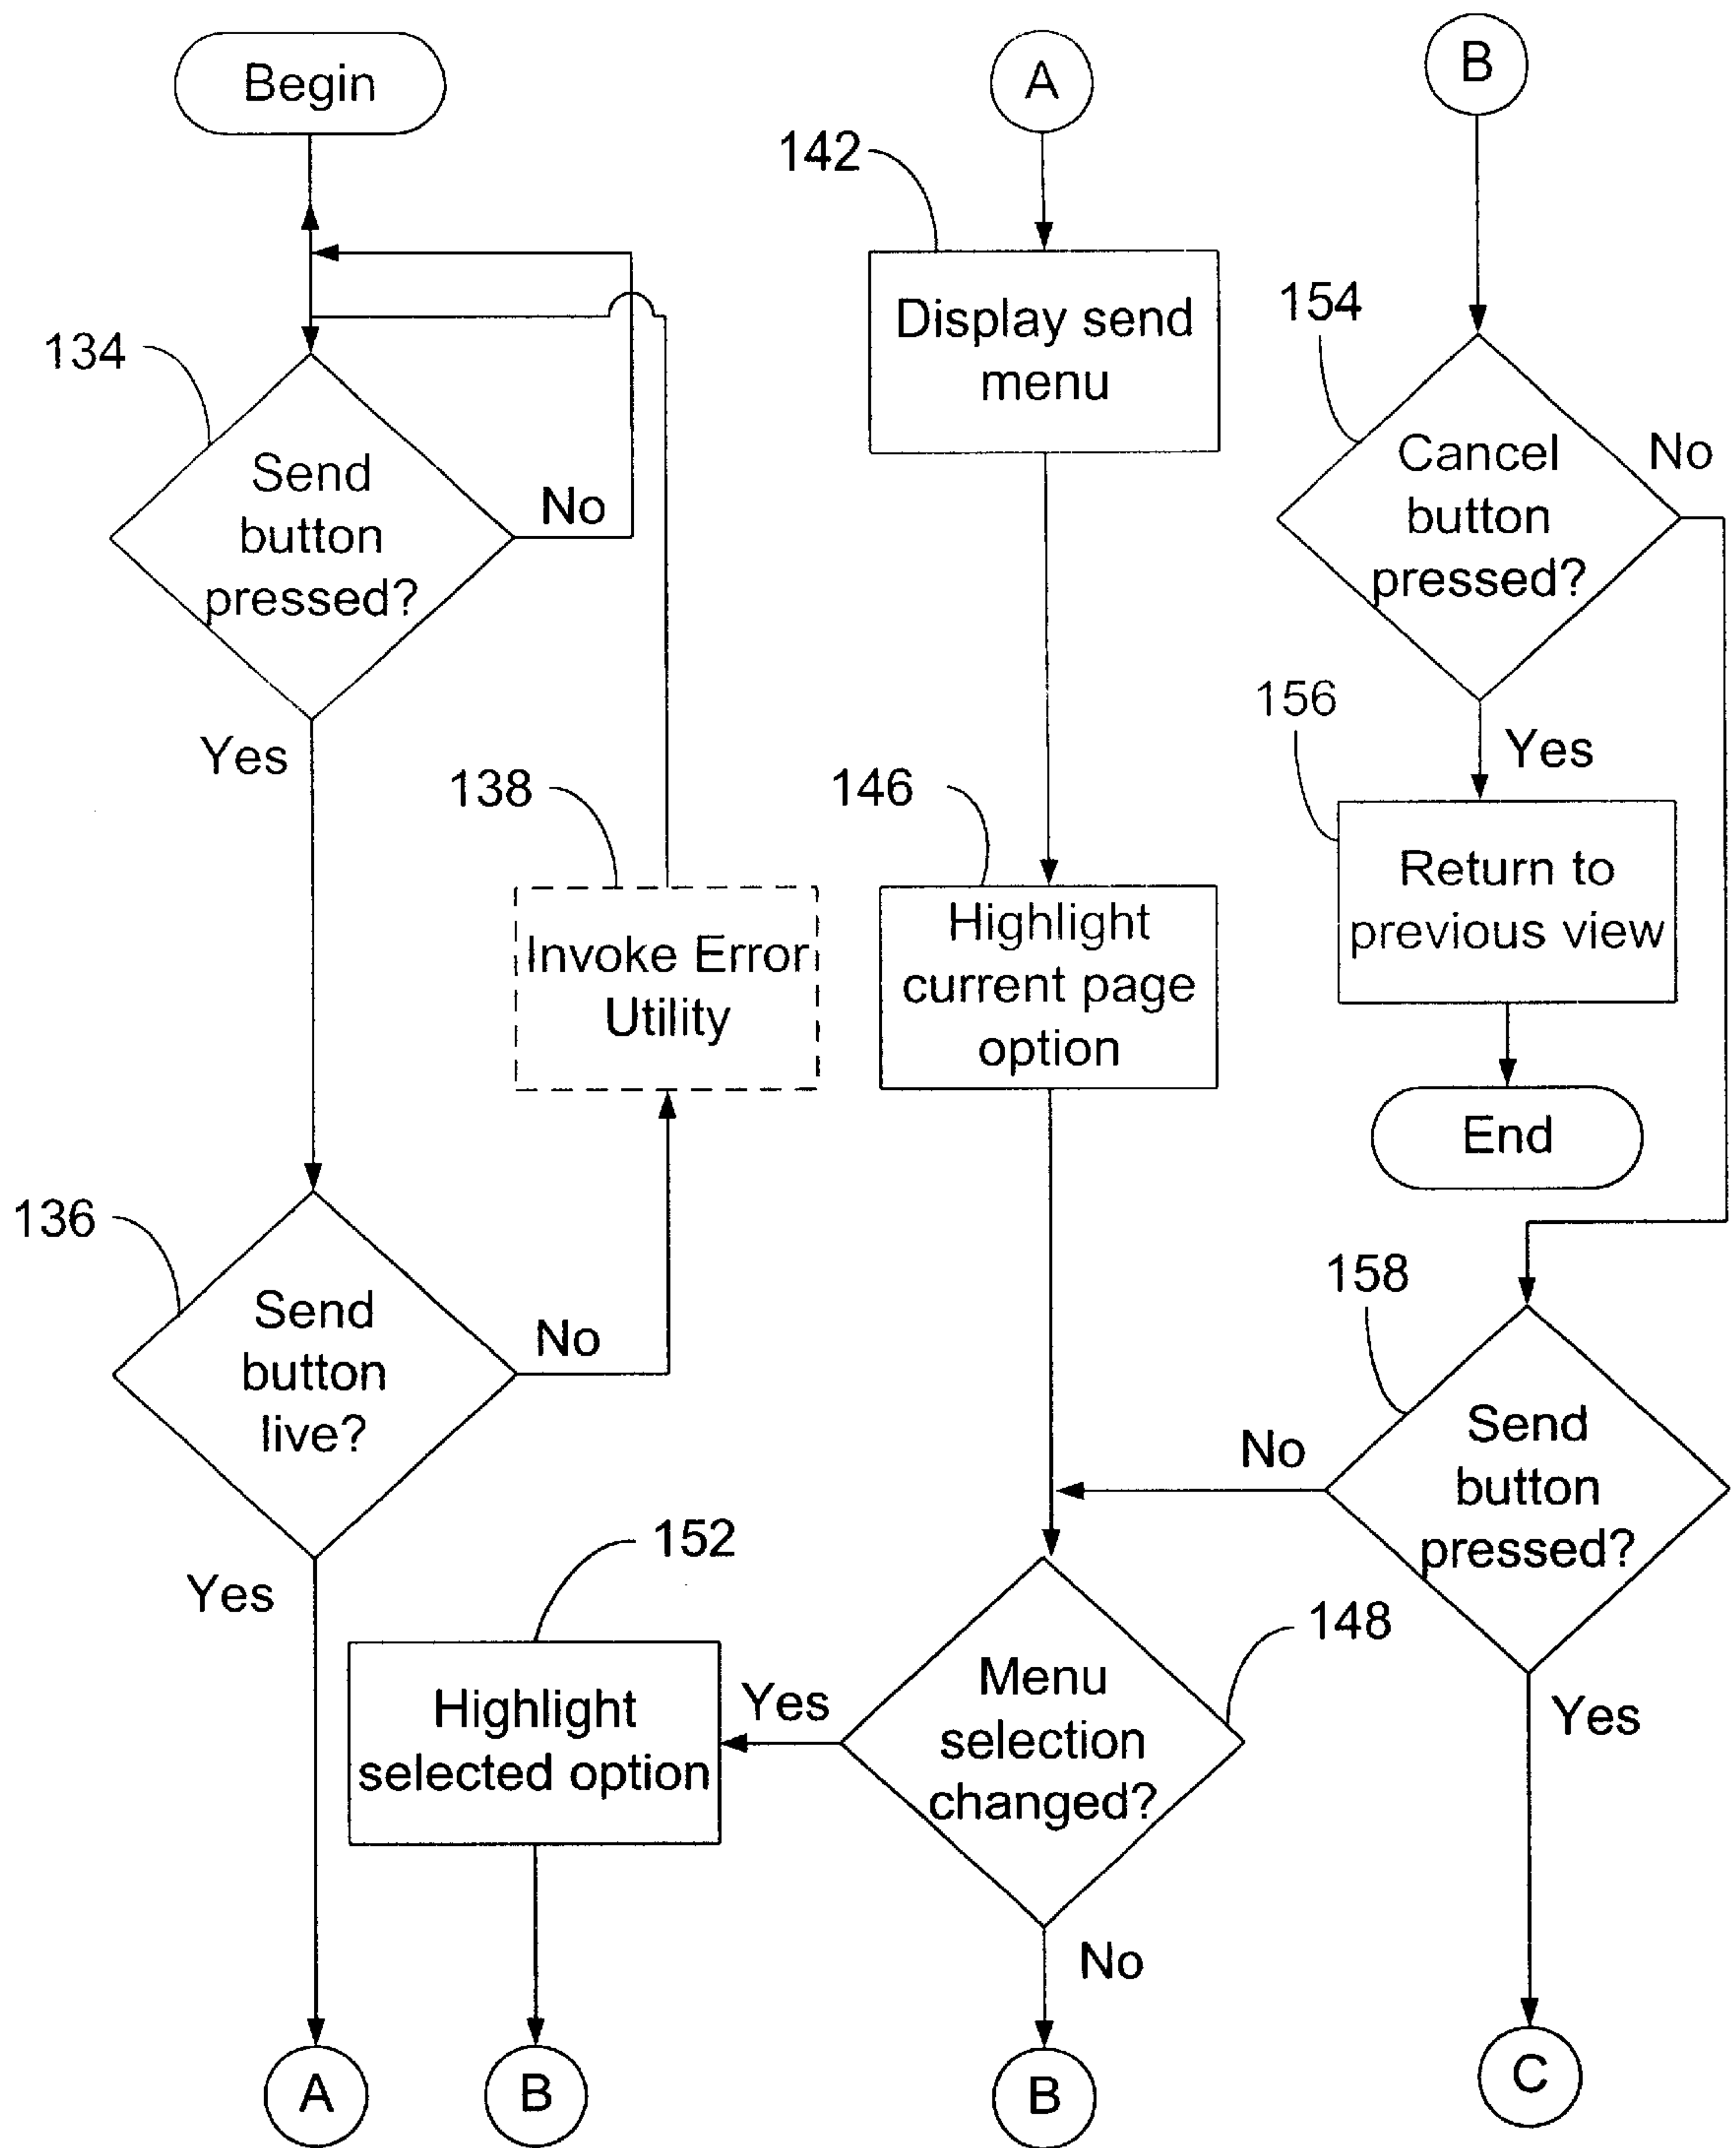 Begin
134
Send
button
pressed?
No
Yes
138
Invoke Error
Utility
136
Send
button
live?
No
Yes
A
A
142
Display send
menu
146
Highlight
current page
option
148
Menu
selection
changed?
Yes
152
Highlight
selected option
B
No
B
B
154
Cancel
button
pressed?
No
Yes
156
Return to
previous view
End
158
Send
button
pressed?
No
Yes
C